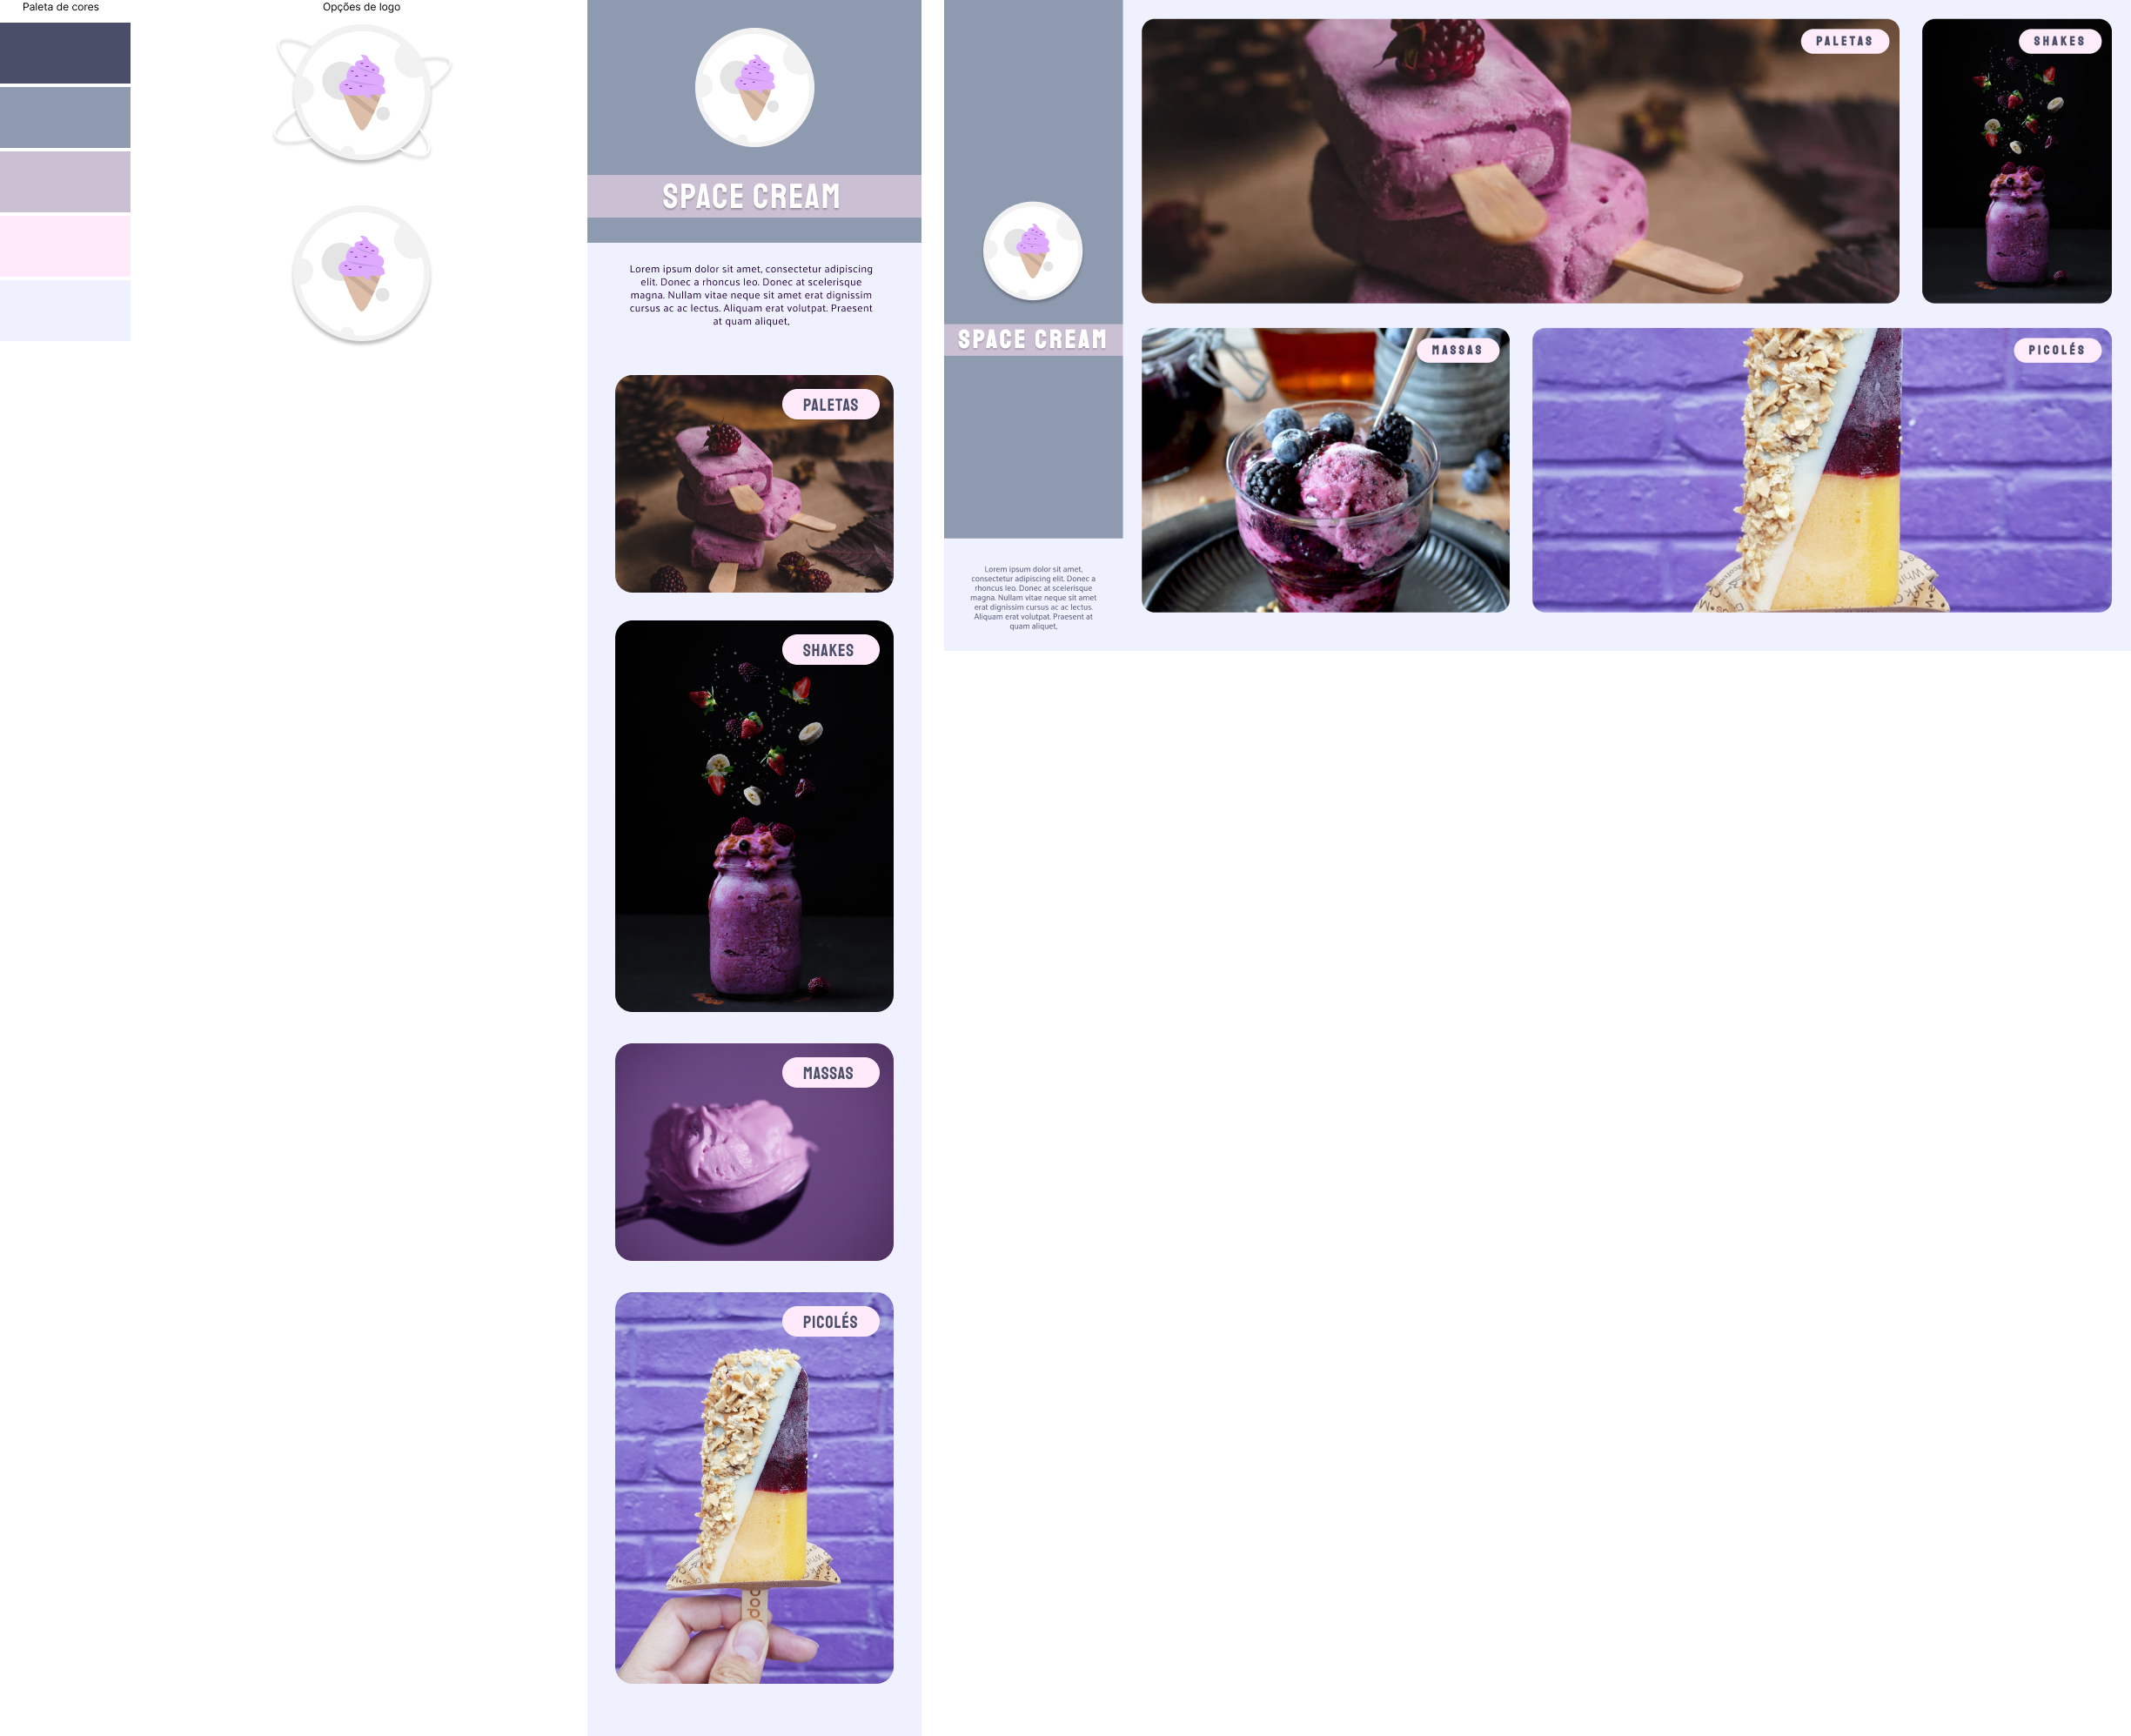 Paleta de cores
Opções de logo
SPACE CREAM
Lorem ipsum dolor sit amet, consectetur adipiscing
elit. Donec a rhoncus leo. Donec at scelerisque
magna. Nullam vitae neque sit amet erat dignissim
cursus ac ac lectus. Aliquam erat volutpat. Praesent
at quam aliquet,
PALETAS
SHAKES
MASSAS
PICOLÉS
SPACE CREAM
Lorem ipsum dolor sit amet,
consectetur adipiscing elit. Donec a
rhoncus leo. Donec at scelerisque
magna. Nullam vitae neque sit amet
erat dignissim cursus ac ac lectus.
Aliquam erat volutpat. Praesent at
quam aliquet,
PALETAS
SHAKES
MASSAS
PICOLÉS